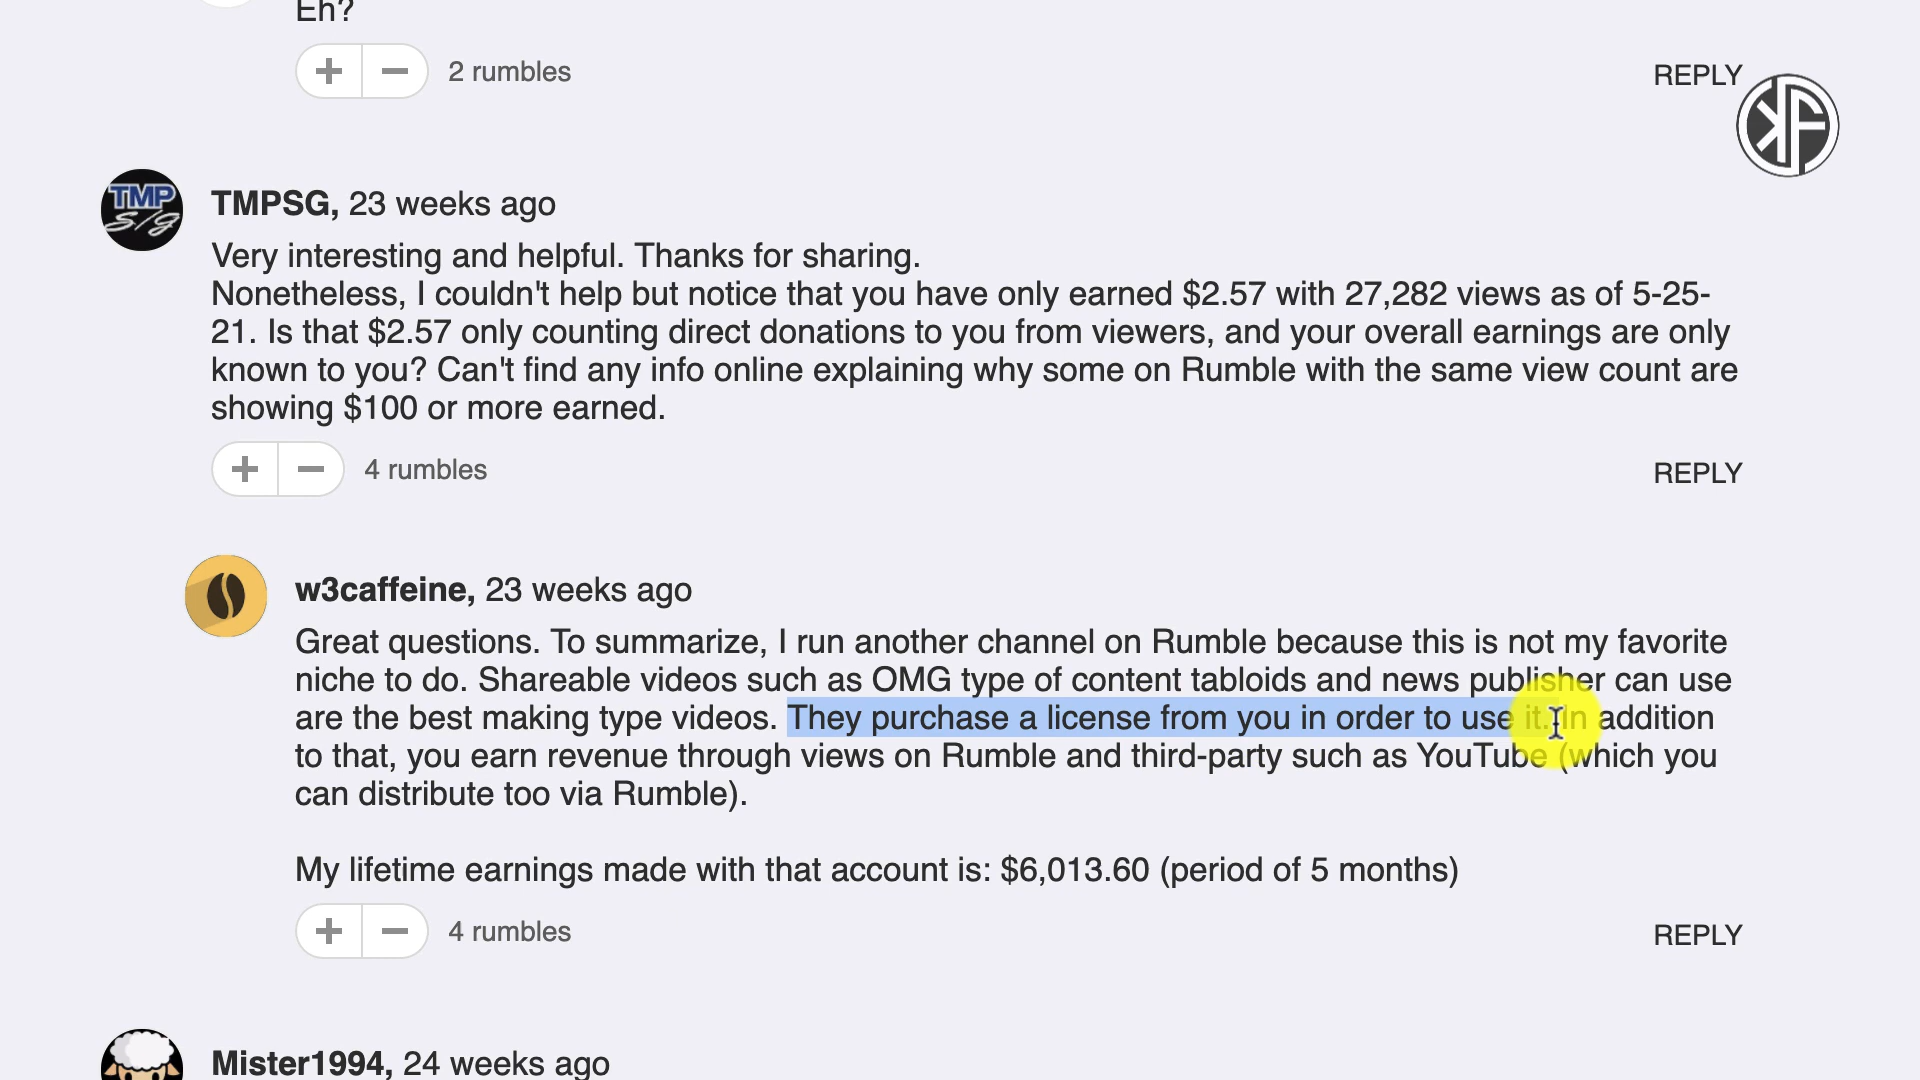 Eh?
2 rumbles
REPLY
KF
TMP
S/g
TMPSG, 23 weeks ago
Very interesting and helpful. Thanks for sharing.
Nonetheless, I couldn't help but notice that you have only earned $2.57 with 27,282 views as of 5-25-
21. Is that $2.57 only counting direct donations to you from viewers, and your overall earnings are only
known to you? Can't find any info online explaining why some on Rumble with the same view count are
showing $100 or more earned.
4 rumbles
REPLY
w3caffeine, 23 weeks ago
Great questions. To summarize, I run another channel on Rumble because this is not my favorite
niche to do. Shareable videos such as OMG type of content tabloids and news publisher can use
are the best making type videos. They purchase a license from you in order to use it. In addition
to that, you earn revenue through views on Rumble and third-party such as YouTube (which you
can distribute too via Rumble).
My lifetime earnings made with that account is: $6,013.60 (period of 5 months)
4 rumbles
REPLY
Mister1994, 24 weeks ago